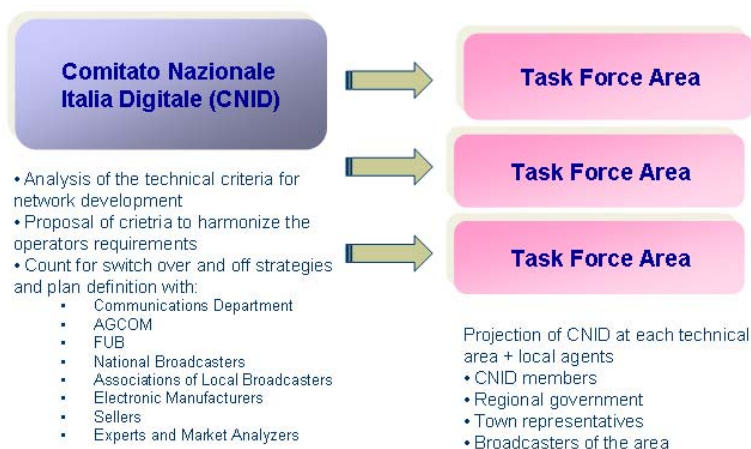 Comitato Nazionale
Italia Digitale (CNID)
• Analysis of the technical criteria for
network development
• Proposal of crietria to harmonize the
operators requirements
• Count for switch over and off strategies
and plan definition with:
• Communications Department
• AGCOM
• FUB
• National Broadcasters
• Associations of Local Broadcasters
• Electronic Manufacturers
• Sellers
• Experts and Market Analyzers
Task Force Area
Task Force Area
Task Force Area
Projection of CNID at each technical
area + local agents
• CNID members
• Regional government
• Town representatives
• Broadcasters of the area